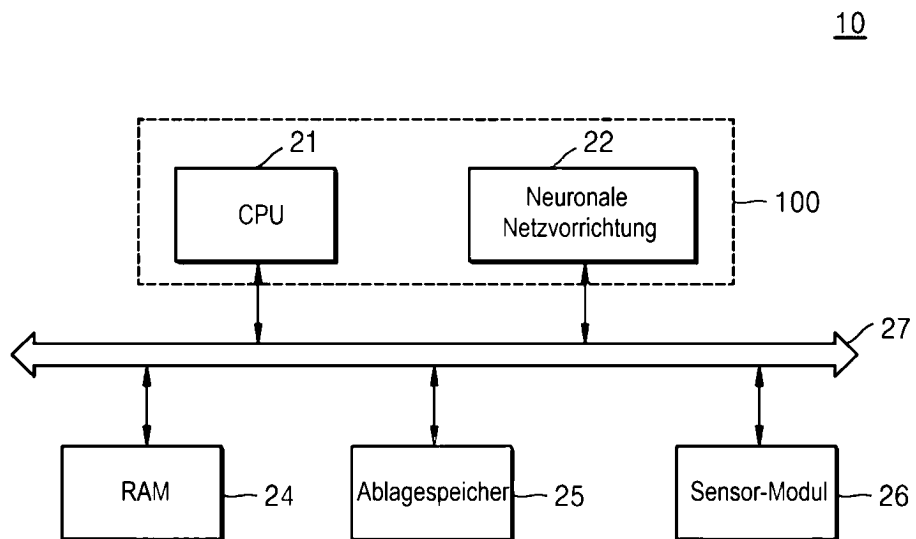 10
21
22
CPU
Neuronale
Netzvorrichtung
100
27
RAM
24
Ablagespeicher
25
Sensor-Modul
26